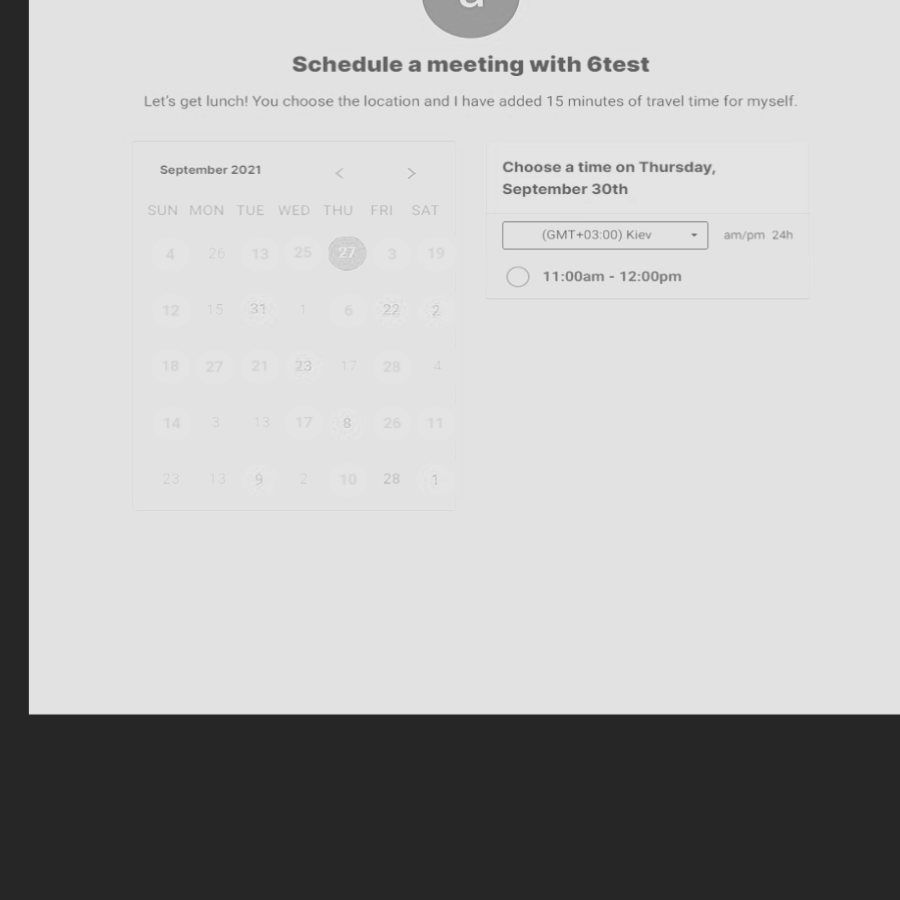 Schedule a meeting with 6test
Let's get lunch! You choose the location and I have added 15 minutes of travel time for myself.
September 2021 < >
SUN MON TUE WED THU FRI SAT
4 26 13 25 27 3 19
12 15 31 1 6 22 2
18 27 21 23 17 28 4
14 3 13 17 8 26 11
23 13 9 2 10 28 1
Choose a time on Thursday,
September 30th
(GMT+03:00) Kiev am/pm 24h
11:00am - 12:00pm